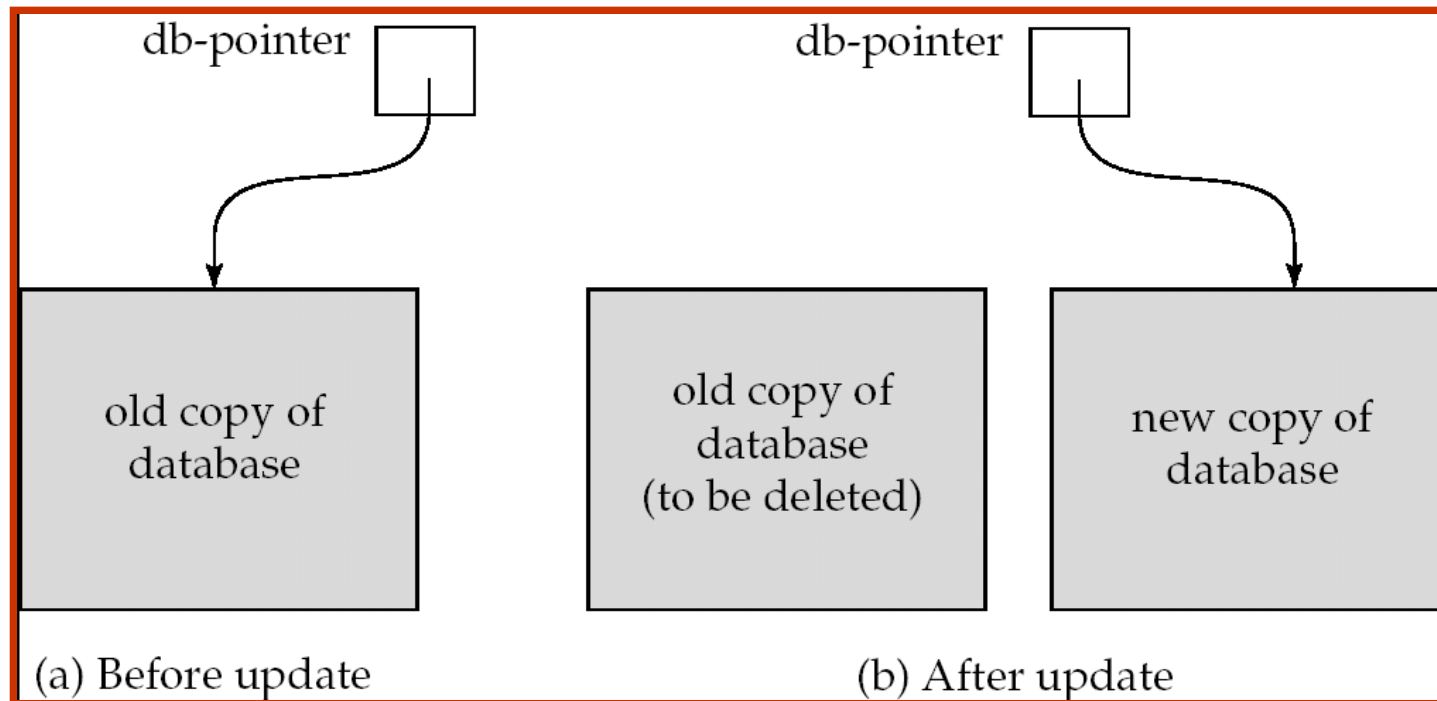 db-pointer
old copy of
database
(a) Before update
db-pointer
old copy of
database
(to be deleted)
new copy of
database
(b) After update